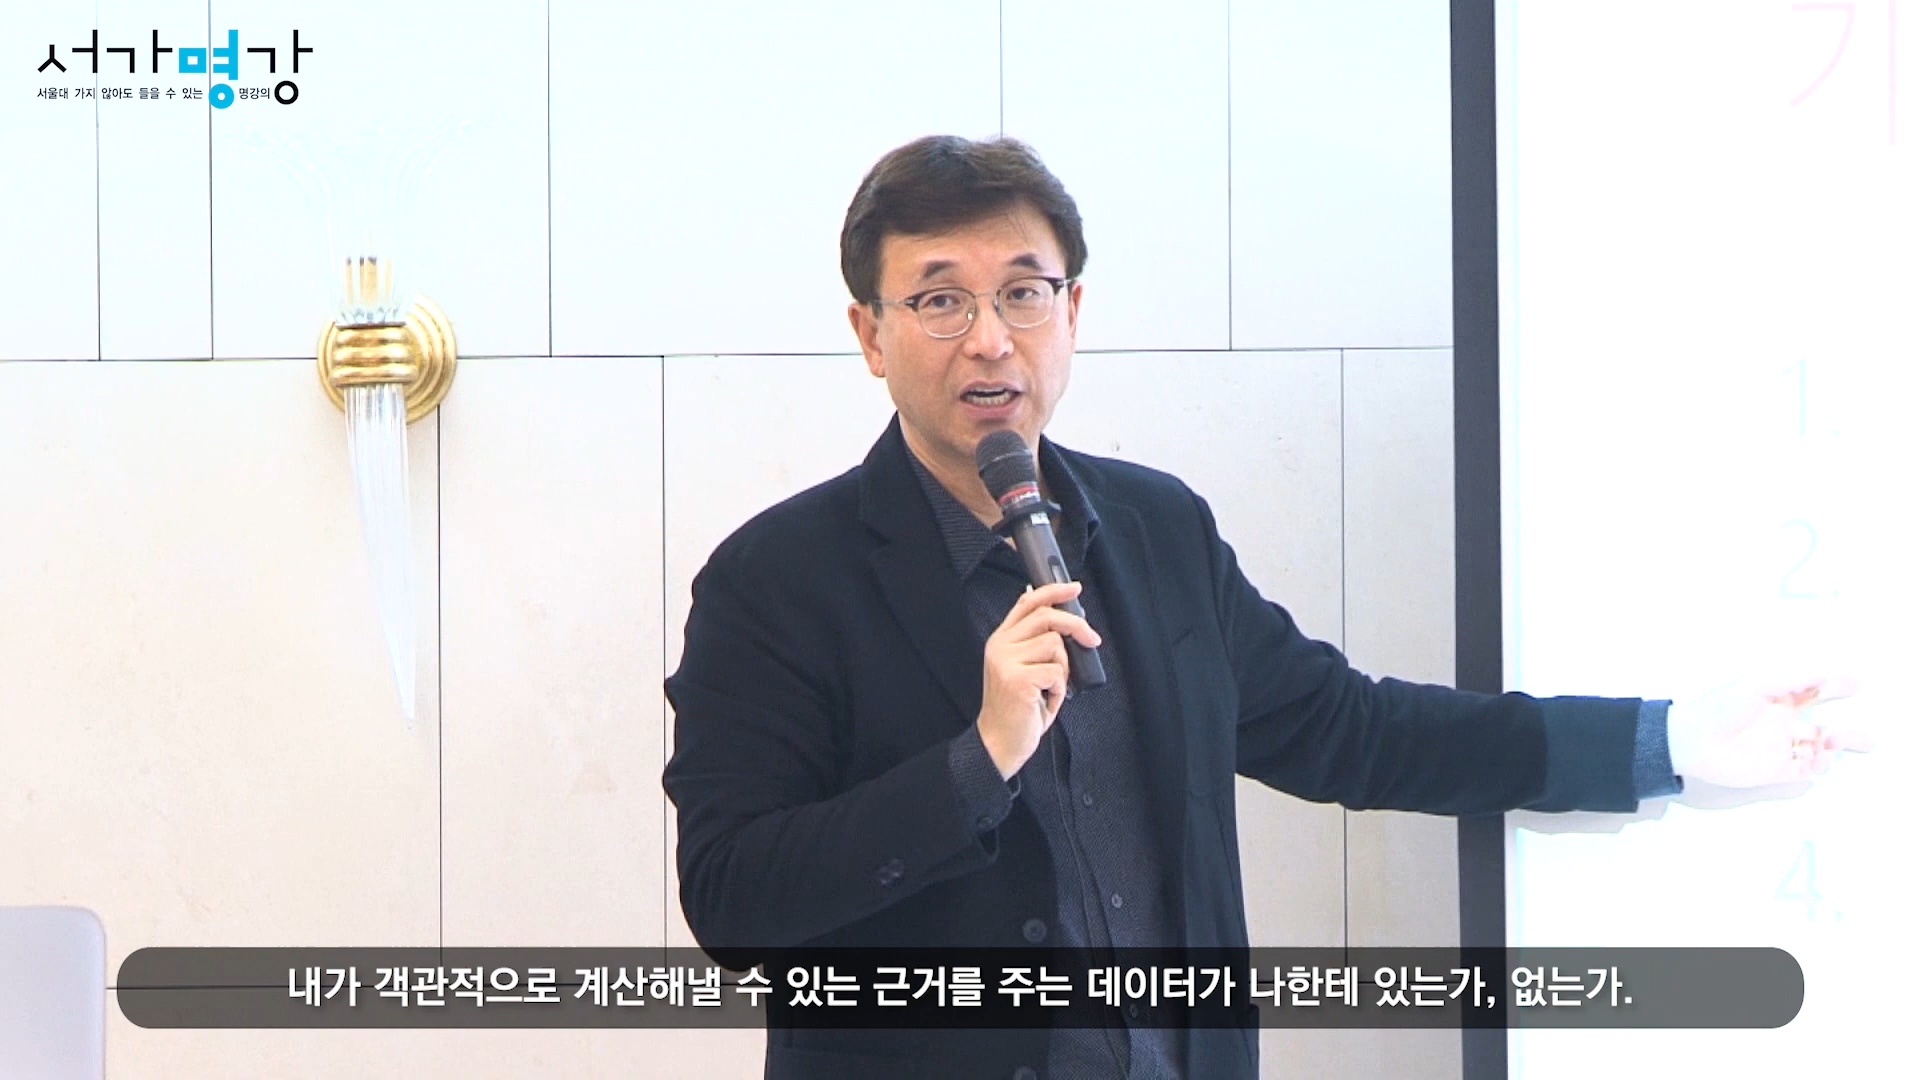 서가명강
서울대 가지 않아도 들을 수 있는 명강의
기
1.
2.
4.
내가 객관적으로 계산해낼 수 있는 근거를 주는 데이터가 나한테 있는가, 없는가.